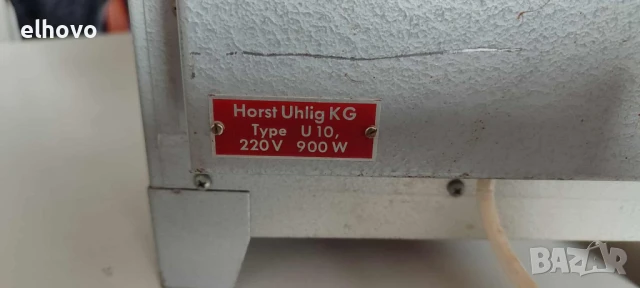 elhovo
Horst Uhlig KG
Type U 10,
220V 900 W
BAZAR